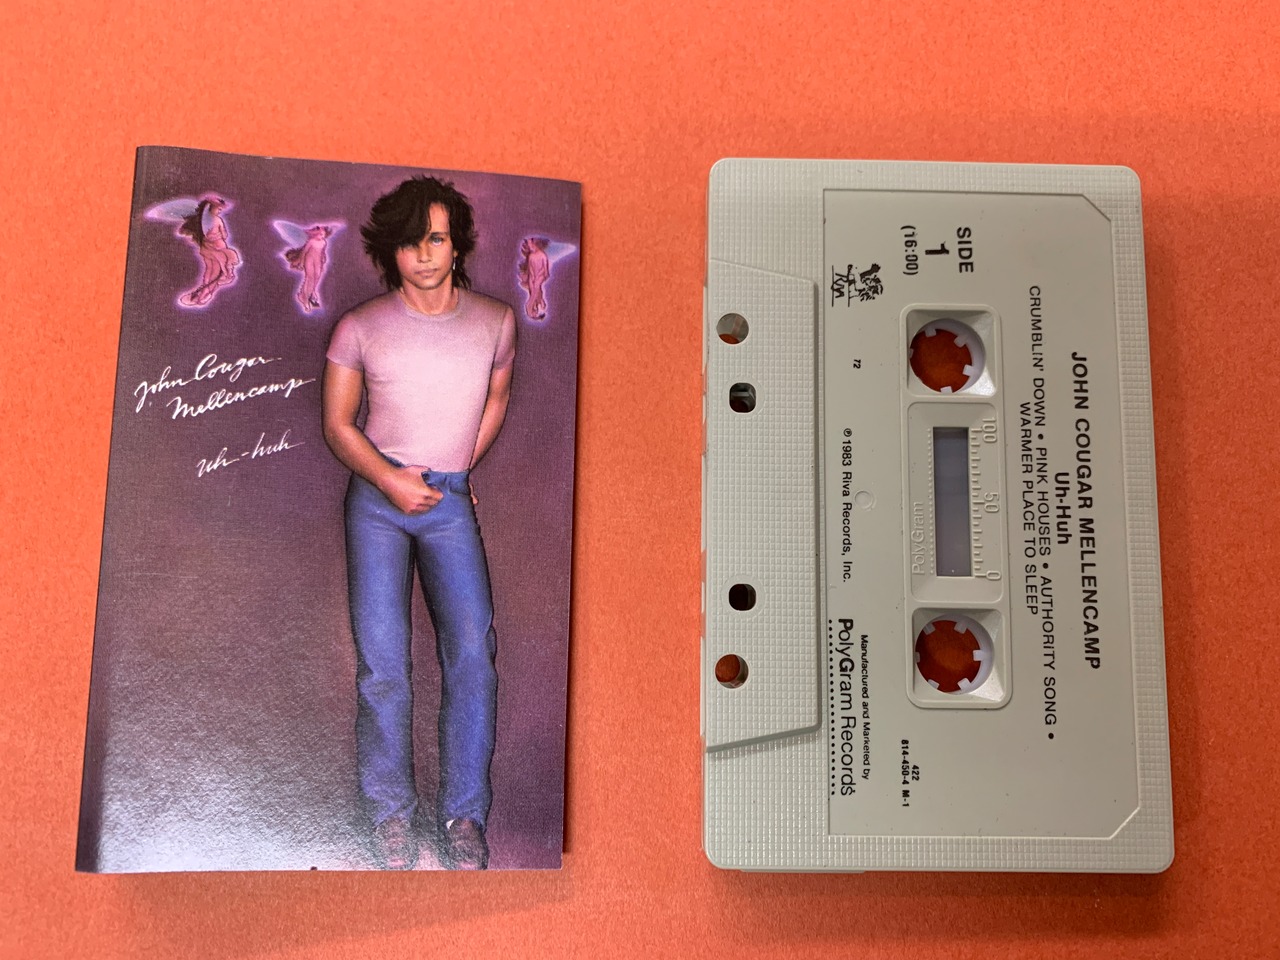 John Cougar
Mellencamp
Uh-huh
JOHN COUGAR MELLENCAMP
Uh-Huh
CRUMBLIN' DOWN • PINK HOUSES • AUTHORITY SONG •
WARMER PLACE TO SLEEP
SIDE
1
(16:00)
100
50
0
PolyGram
Riva
72
℗ 1983 Riva Records, Inc.
Manufactured and Marketed by
PolyGram Records
422
814-450-4 M-1